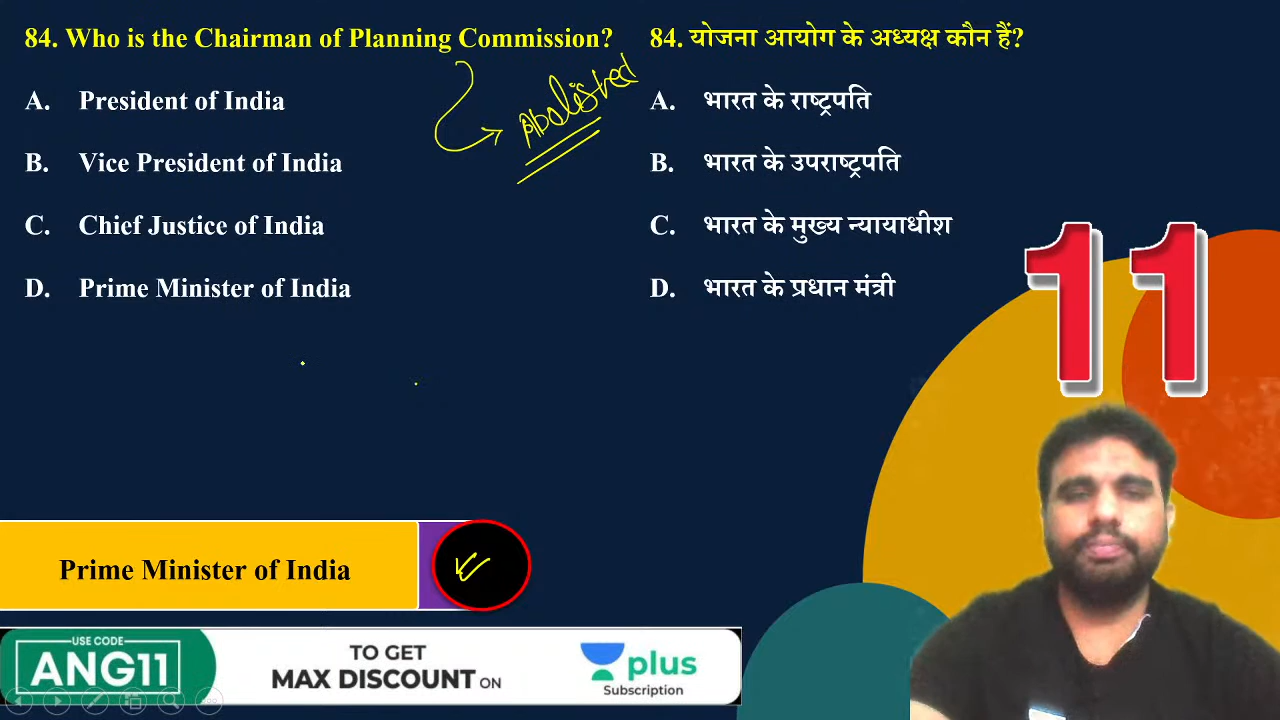 84. Who is the Chairman of Planning Commission?
Abolished
A. President of India
B. Vice President of India
C. Chief Justice of India
D. Prime Minister of India
84. योजना आयोग के अध्यक्ष कौन हैं?
A. भारत के राष्ट्रपति
B. भारत के उपराष्ट्रपति
C. भारत के मुख्य न्यायाधीश
D. भारत के प्रधान मंत्री
11
Prime Minister of India
USE CODE
ANG11
TO GET
MAX DISCOUNT ON
plus
Subscription